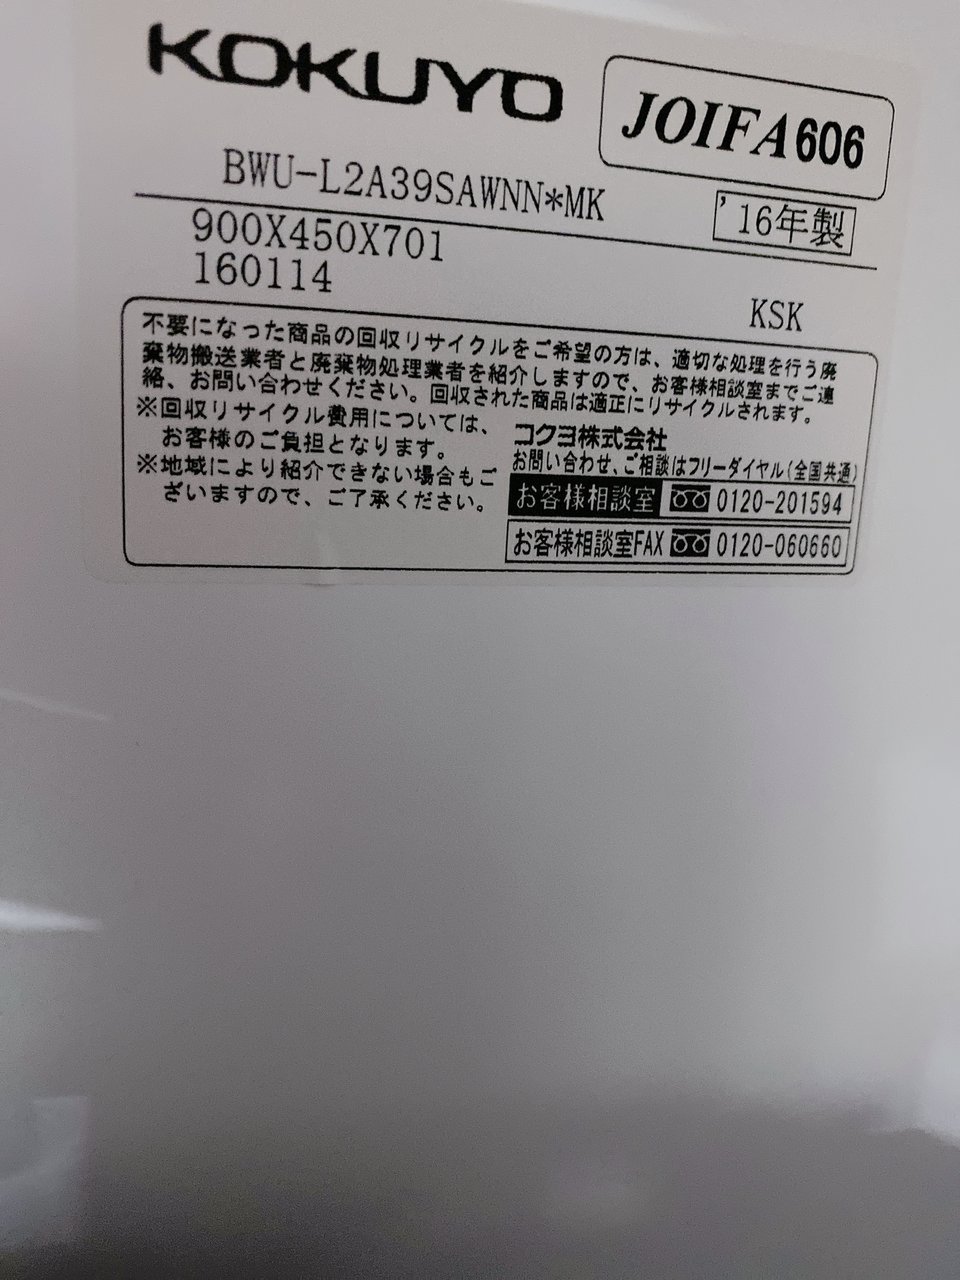 KOKUYO
JOIFA606
BWU-L2A39SAWNN*MK
'16年製
900X450X701
160114
KSK
不要になった商品の回収リサイクルをご希望の方は、適切な処理を行う廃
棄物搬送業者と廃棄物処理業者を紹介しますので、お客様相談室までご連
絡、お問い合わせください。回収された商品は適正にリサイクルされます。
※回収リサイクル費用については、
お客様のご負担となります。
※地域により紹介できない場合もご
ざいますので、ご了承ください。
コクヨ株式会社
お問い合わせ、ご相談はフリーダイヤル(全国共通)
お客様相談室 0120-201594
お客様相談室FAX 0120-060660